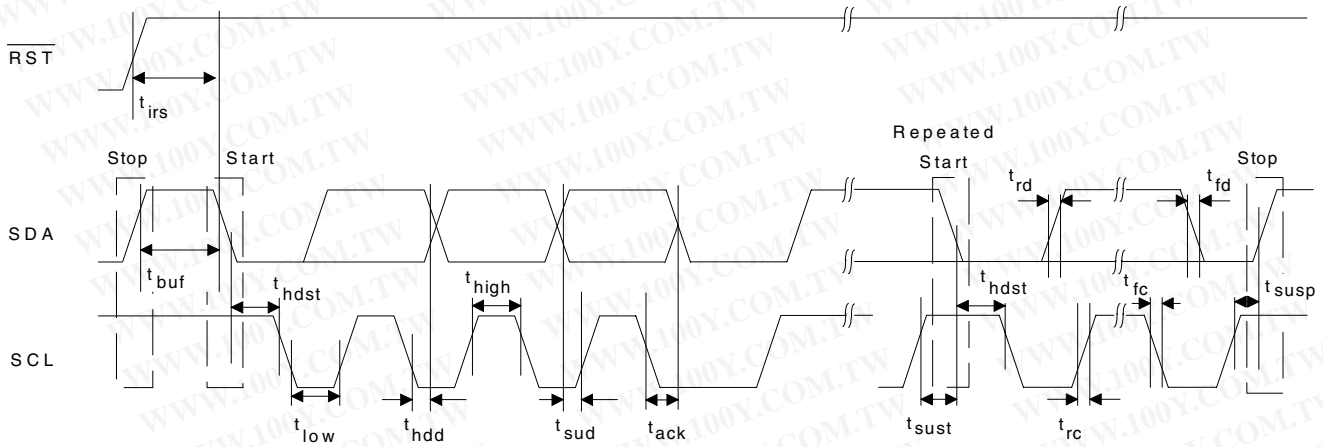 RST
t irs
Stop
Start
Repeated
Start
Stop
t rd
t fd
SDA
t buf
t hdst
t high
t hdst
t fc
t susp
SCL
t low
t hdd
t sud
t ack
t sust
t rc
WWW.100Y.COM.TW